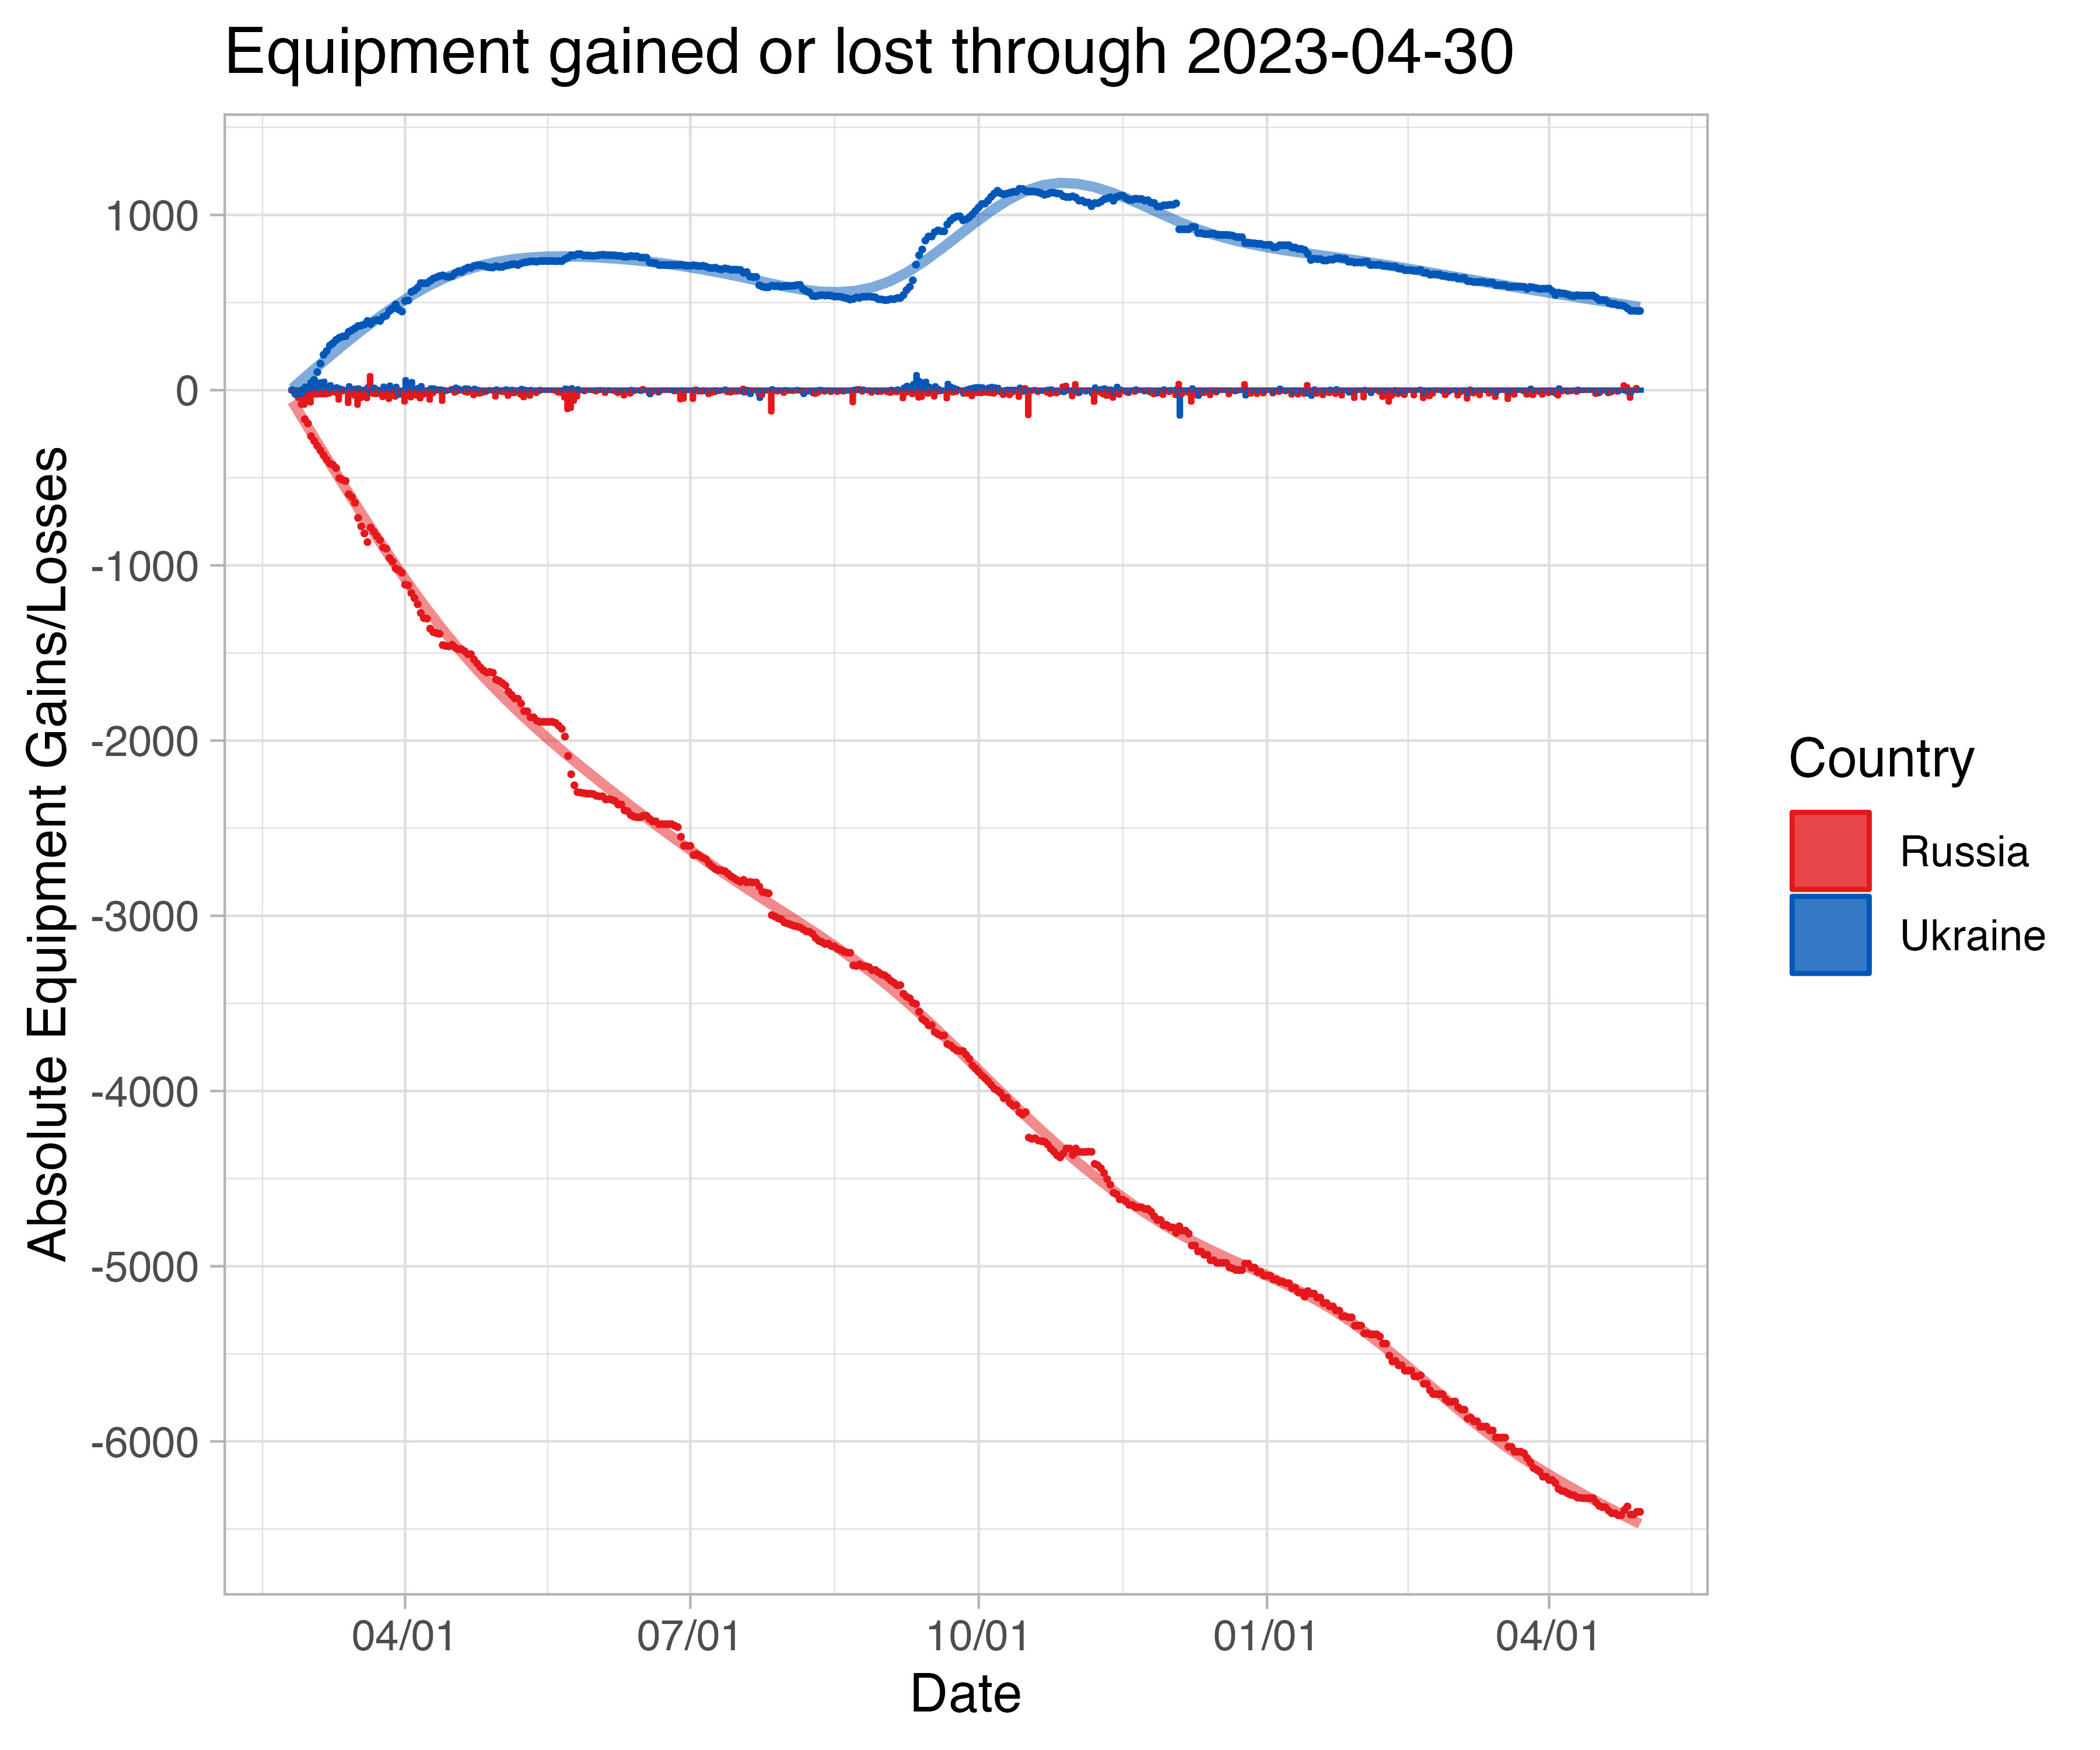 Equipment gained or lost through 2023-04-30
Absolute Equipment Gains/Losses
1000
0
-1000
-2000
-3000
-4000
-5000
-6000
04/01
07/01
10/01
01/01
04/01
Date
Country
Russia
Ukraine